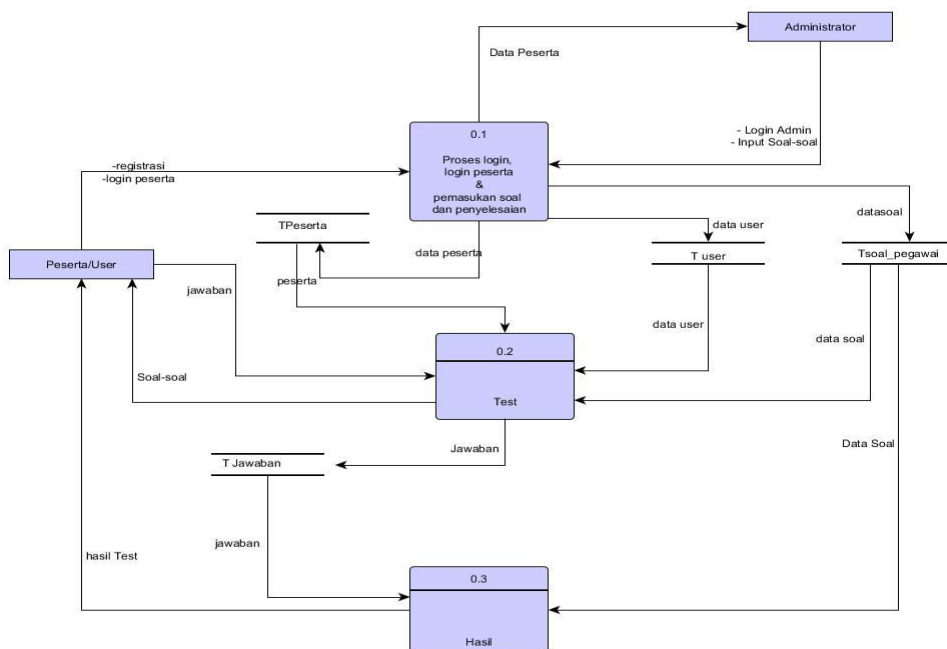 Administrator
Data Peserta
- Login Admin
- Input Soal-soal
0.1
Proses login,
login peserta
&
pemasukan soal
dan penyelesaian
-registrasi
-login peserta
TPeserta
data peserta
data user
datasoal
T user
Tsoal_pegawai
Peserta/User
jawaban
peserta
data user
data soal
0.2
Test
Soal-soal
Jawaban
T Jawaban
Data Soal
jawaban
hasil Test
0.3
Hasil